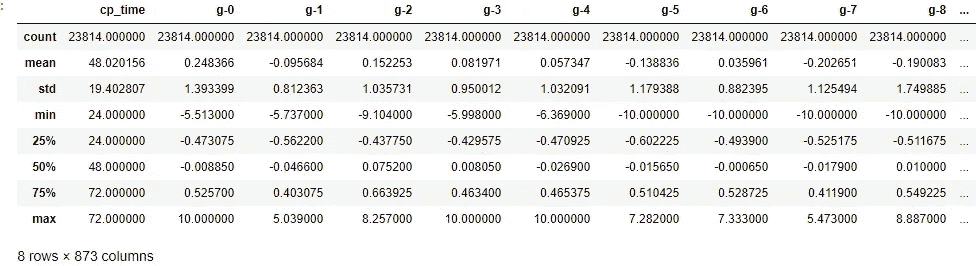 :
cp_time g-0 g-1 g-2 g-3 g-4 g-5 g-6 g-7 g-8 ...
count 23814.000000 23814.000000 23814.000000 23814.000000 23814.000000 23814.000000 23814.000000 23814.000000 23814.000000 23814.000000 ...
mean 48.020156 0.248366 -0.095684 0.152253 0.081971 0.057347 -0.138836 0.035961 -0.202651 -0.190083 ...
std 19.402807 1.393399 0.812363 1.035731 0.950012 1.032091 1.179388 0.882395 1.125494 1.749885 ...
min 24.000000 -5.513000 -5.737000 -9.104000 -5.998000 -6.369000 -10.000000 -10.000000 -10.000000 -10.000000 ...
25% 24.000000 -0.473075 -0.562200 -0.437750 -0.429575 -0.470925 -0.602225 -0.493900 -0.525175 -0.511675 ...
50% 48.000000 -0.008850 -0.046600 0.075200 0.008050 -0.026900 -0.015650 -0.000650 -0.017900 0.010000 ...
75% 72.000000 0.525700 0.403075 0.663925 0.463400 0.465375 0.510425 0.528725 0.411900 0.549225 ...
max 72.000000 10.000000 5.039000 8.257000 10.000000 10.000000 7.282000 7.333000 5.473000 8.887000 ...
8 rows × 873 columns